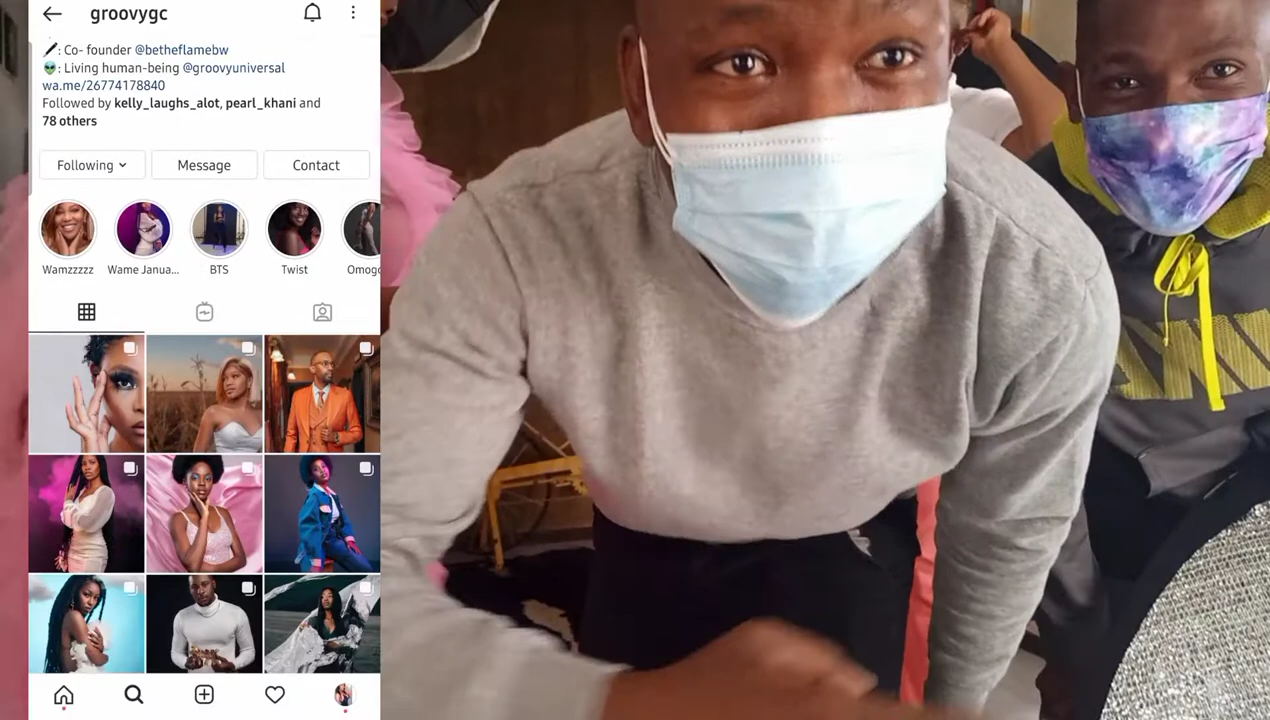 groovygc
: Co- founder @betheflamebw
: Living human-being @groovyuniversal
wa.me/26774178840
Followed by kelly_laughs_alot, pearl_khani and
78 others
Following
Message
Contact
Wamzzzzz
Wame Janua...
BTS
Twist
Omogo